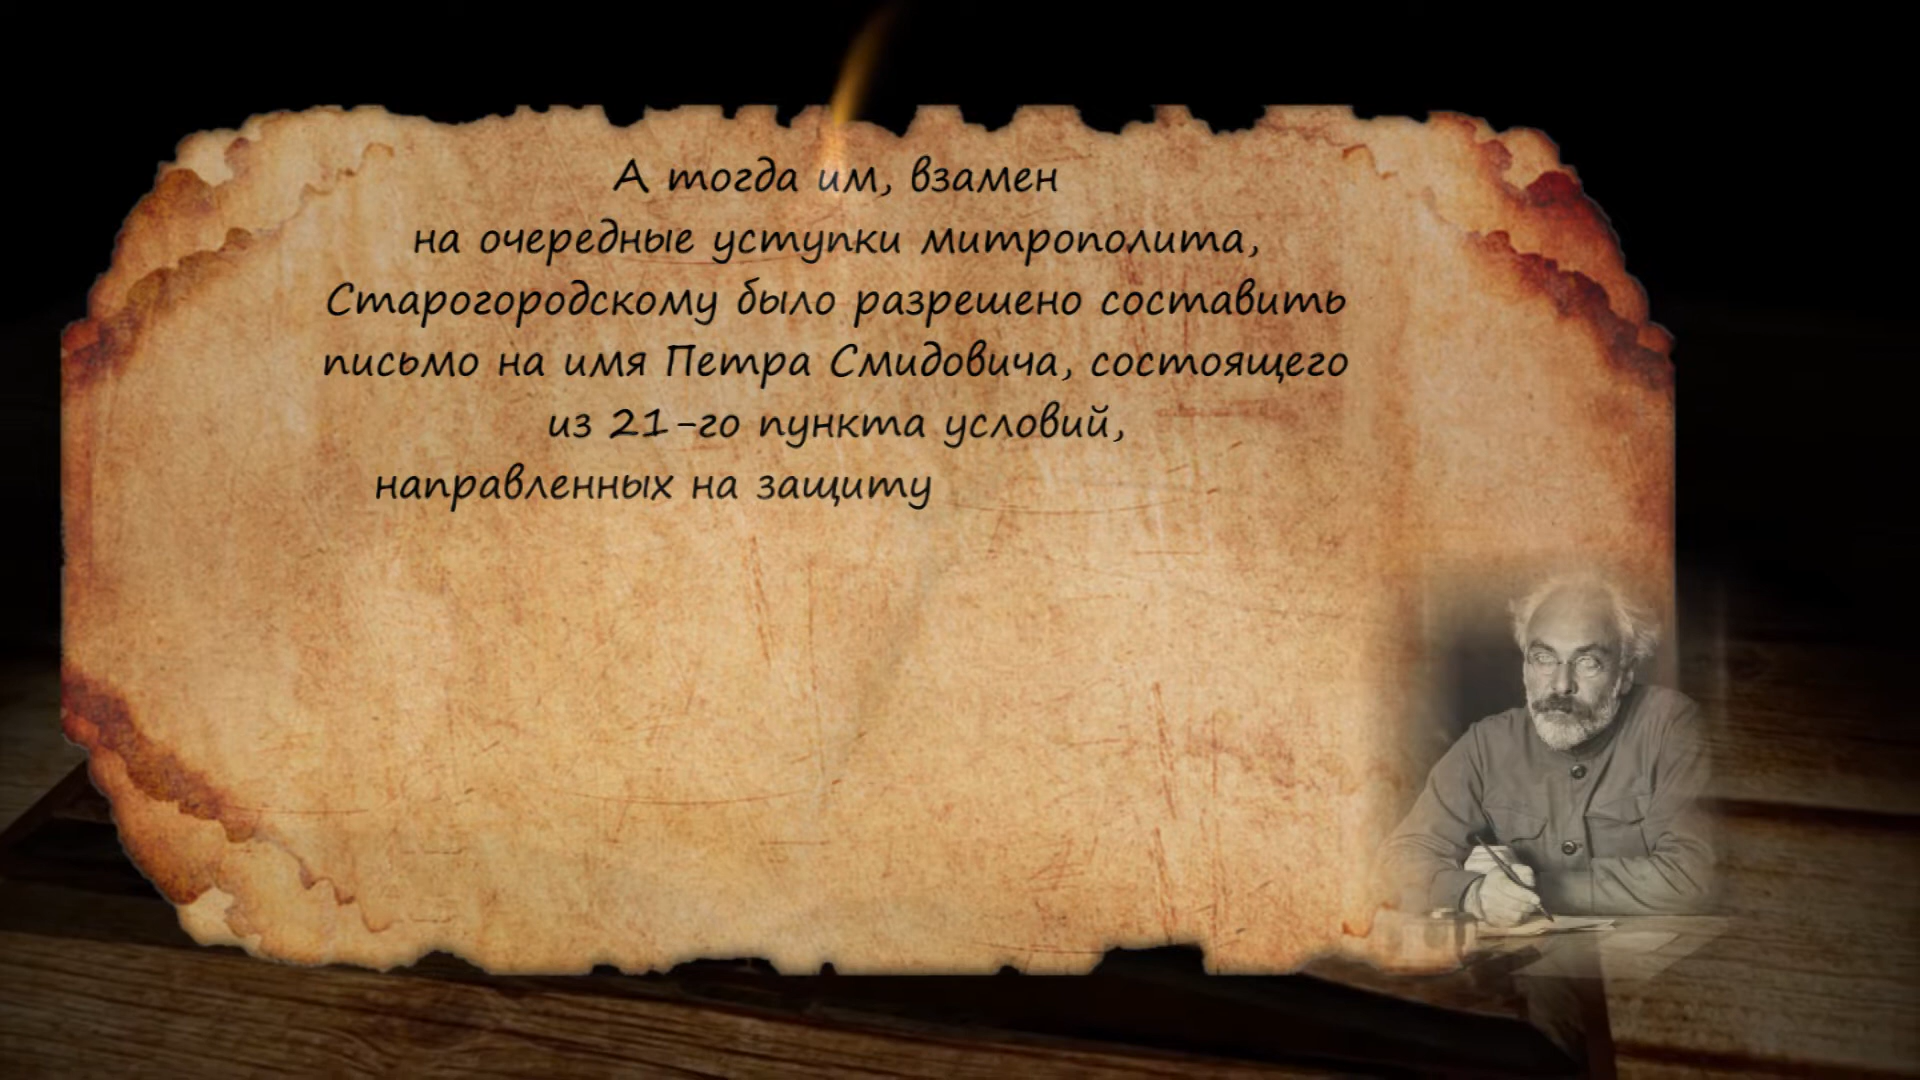 А тогда им, взамен
на очередные уступки митрополита,
Старогородскому было разрешено составить
письмо на имя Петра Смидовича, состоящего
из 21-го пункта условий,
направленных на защиту